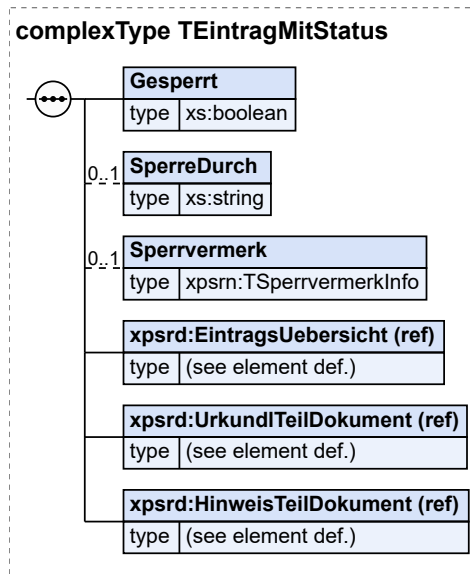 complexType TEintragMitStatus
Gesperrt
type xs:boolean
0..1
SperreDurch
type xs:string
0..1
Sperrvermerk
type xpsrn:TSperrvermerkInfo
xpsrd:EintragsUebersicht (ref)
type (see element def.)
xpsrd:UrkundlTeilDokument (ref)
type (see element def.)
xpsrd:HinweisTeilDokument (ref)
type (see element def.)